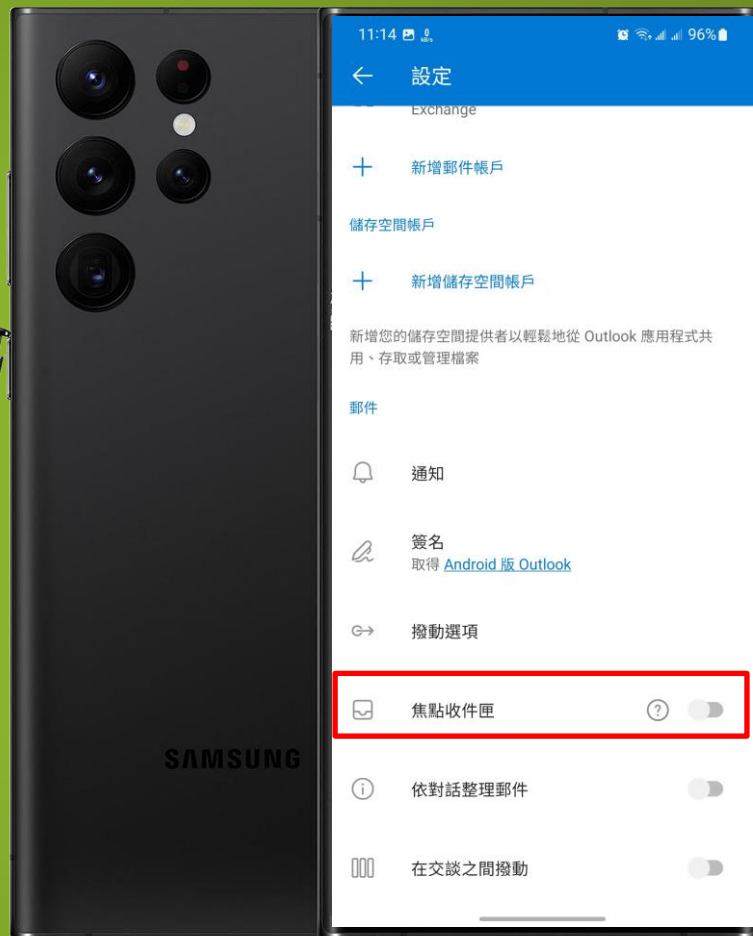 SAMSUNG
11:14
96%
設定
Exchange
新增郵件帳戶
儲存空間帳戶
新增儲存空間帳戶
新增您的儲存空間提供者以輕鬆地從 Outlook 應用程式共
用、存取或管理檔案
郵件
通知
簽名
取得 Android 版 Outlook
撥動選項
焦點收件匣
依對話整理郵件
在交談之間撥動